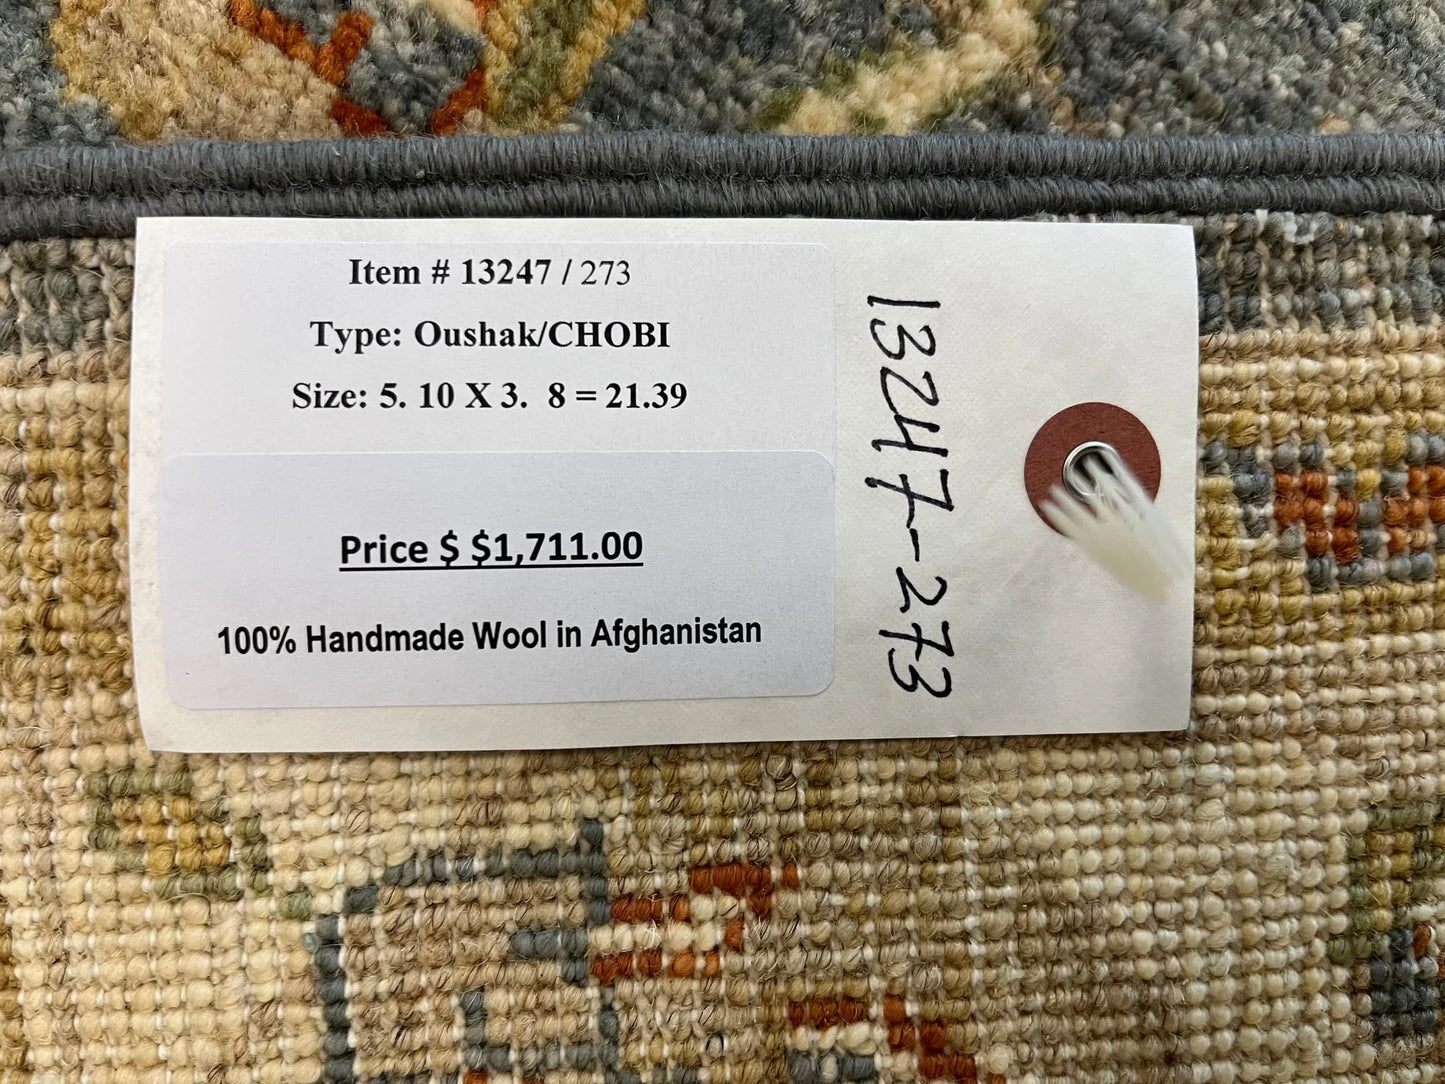 Item # 13247 / 273
Type: Oushak/CHOBI
Size: 5. 10 X 3.  8 = 21.39
Price $ $1,711.00
100% Handmade Wool in Afghanistan
13247-273